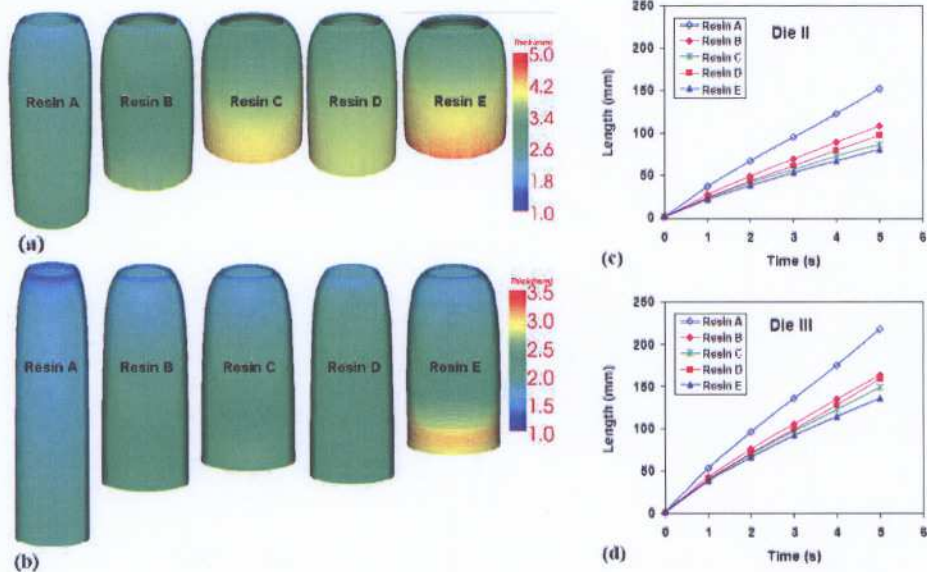 Resin A
Resin B
Resin C
Resin D
Resin E
5.0
4.2
3.4
2.6
1.8
1.0
(a)
Resin A
Resin B
Resin C
Resin D
Resin E
3.5
3.0
2.5
2.0
1.5
1.0
(b)
Die II
Resin A
Resin B
Resin C
Resin D
Resin E
Length (mm)
250
200
150
100
50
0
0 1 2 3 4 5 6
Time (s)
(c)
Die III
Resin A
Resin B
Resin C
Resin D
Resin E
Length (mm)
250
200
150
100
50
0
0 1 2 3 4 5 6
Time (s)
(d)